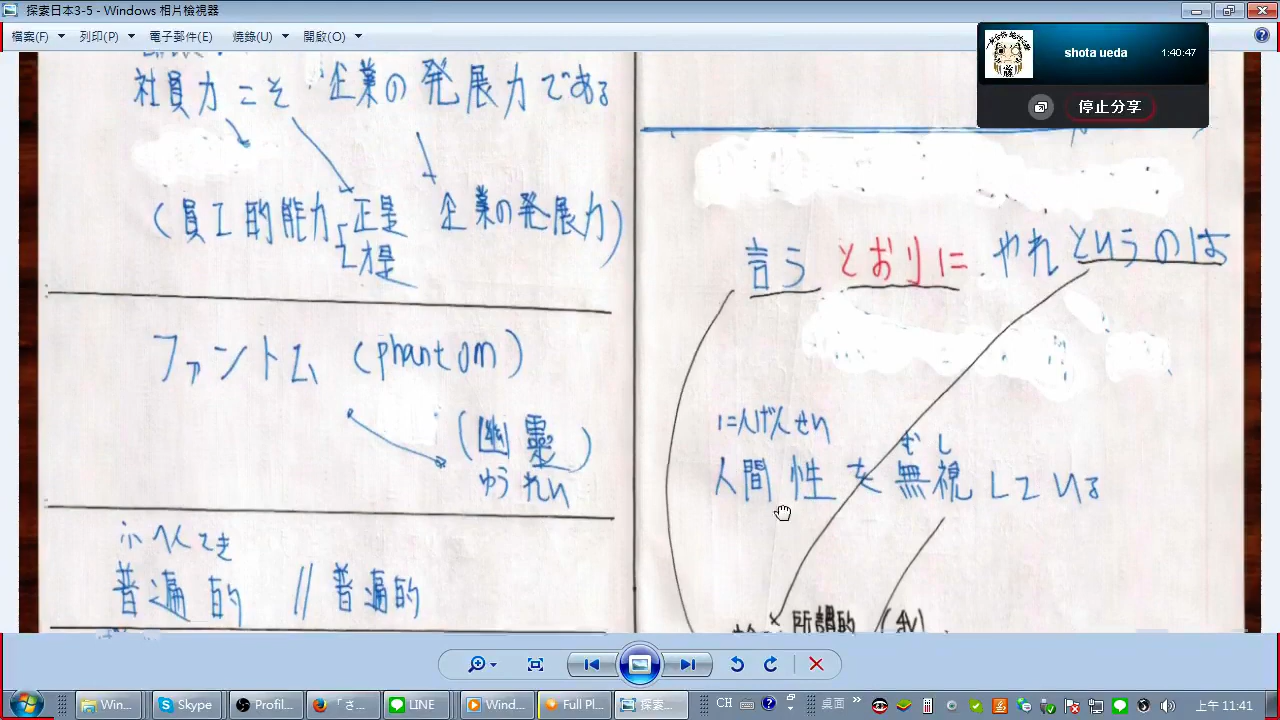 探索日本3-5 - Windows 相片檢視器
檔案(F) 列印(P) 電子郵件(E) 燒錄(U) 開啟(O)
shota ueda 1:40:47
停止分享
社員力こそ 企業の発展力である
(員工的能力 正是 企業の発展力)
才是
ファントム (phantom)
(幽靈)
ゆうれい
ふへんてき
普遍的 // 普遍的
言うとおりに、やれというのは
にんげんせい むし
人間性を無視している
所謂的
Win...
Skype
Profil...
「さ...
LINE
Wind...
Full Pl...
探索...
CH
桌面
上午 11:41